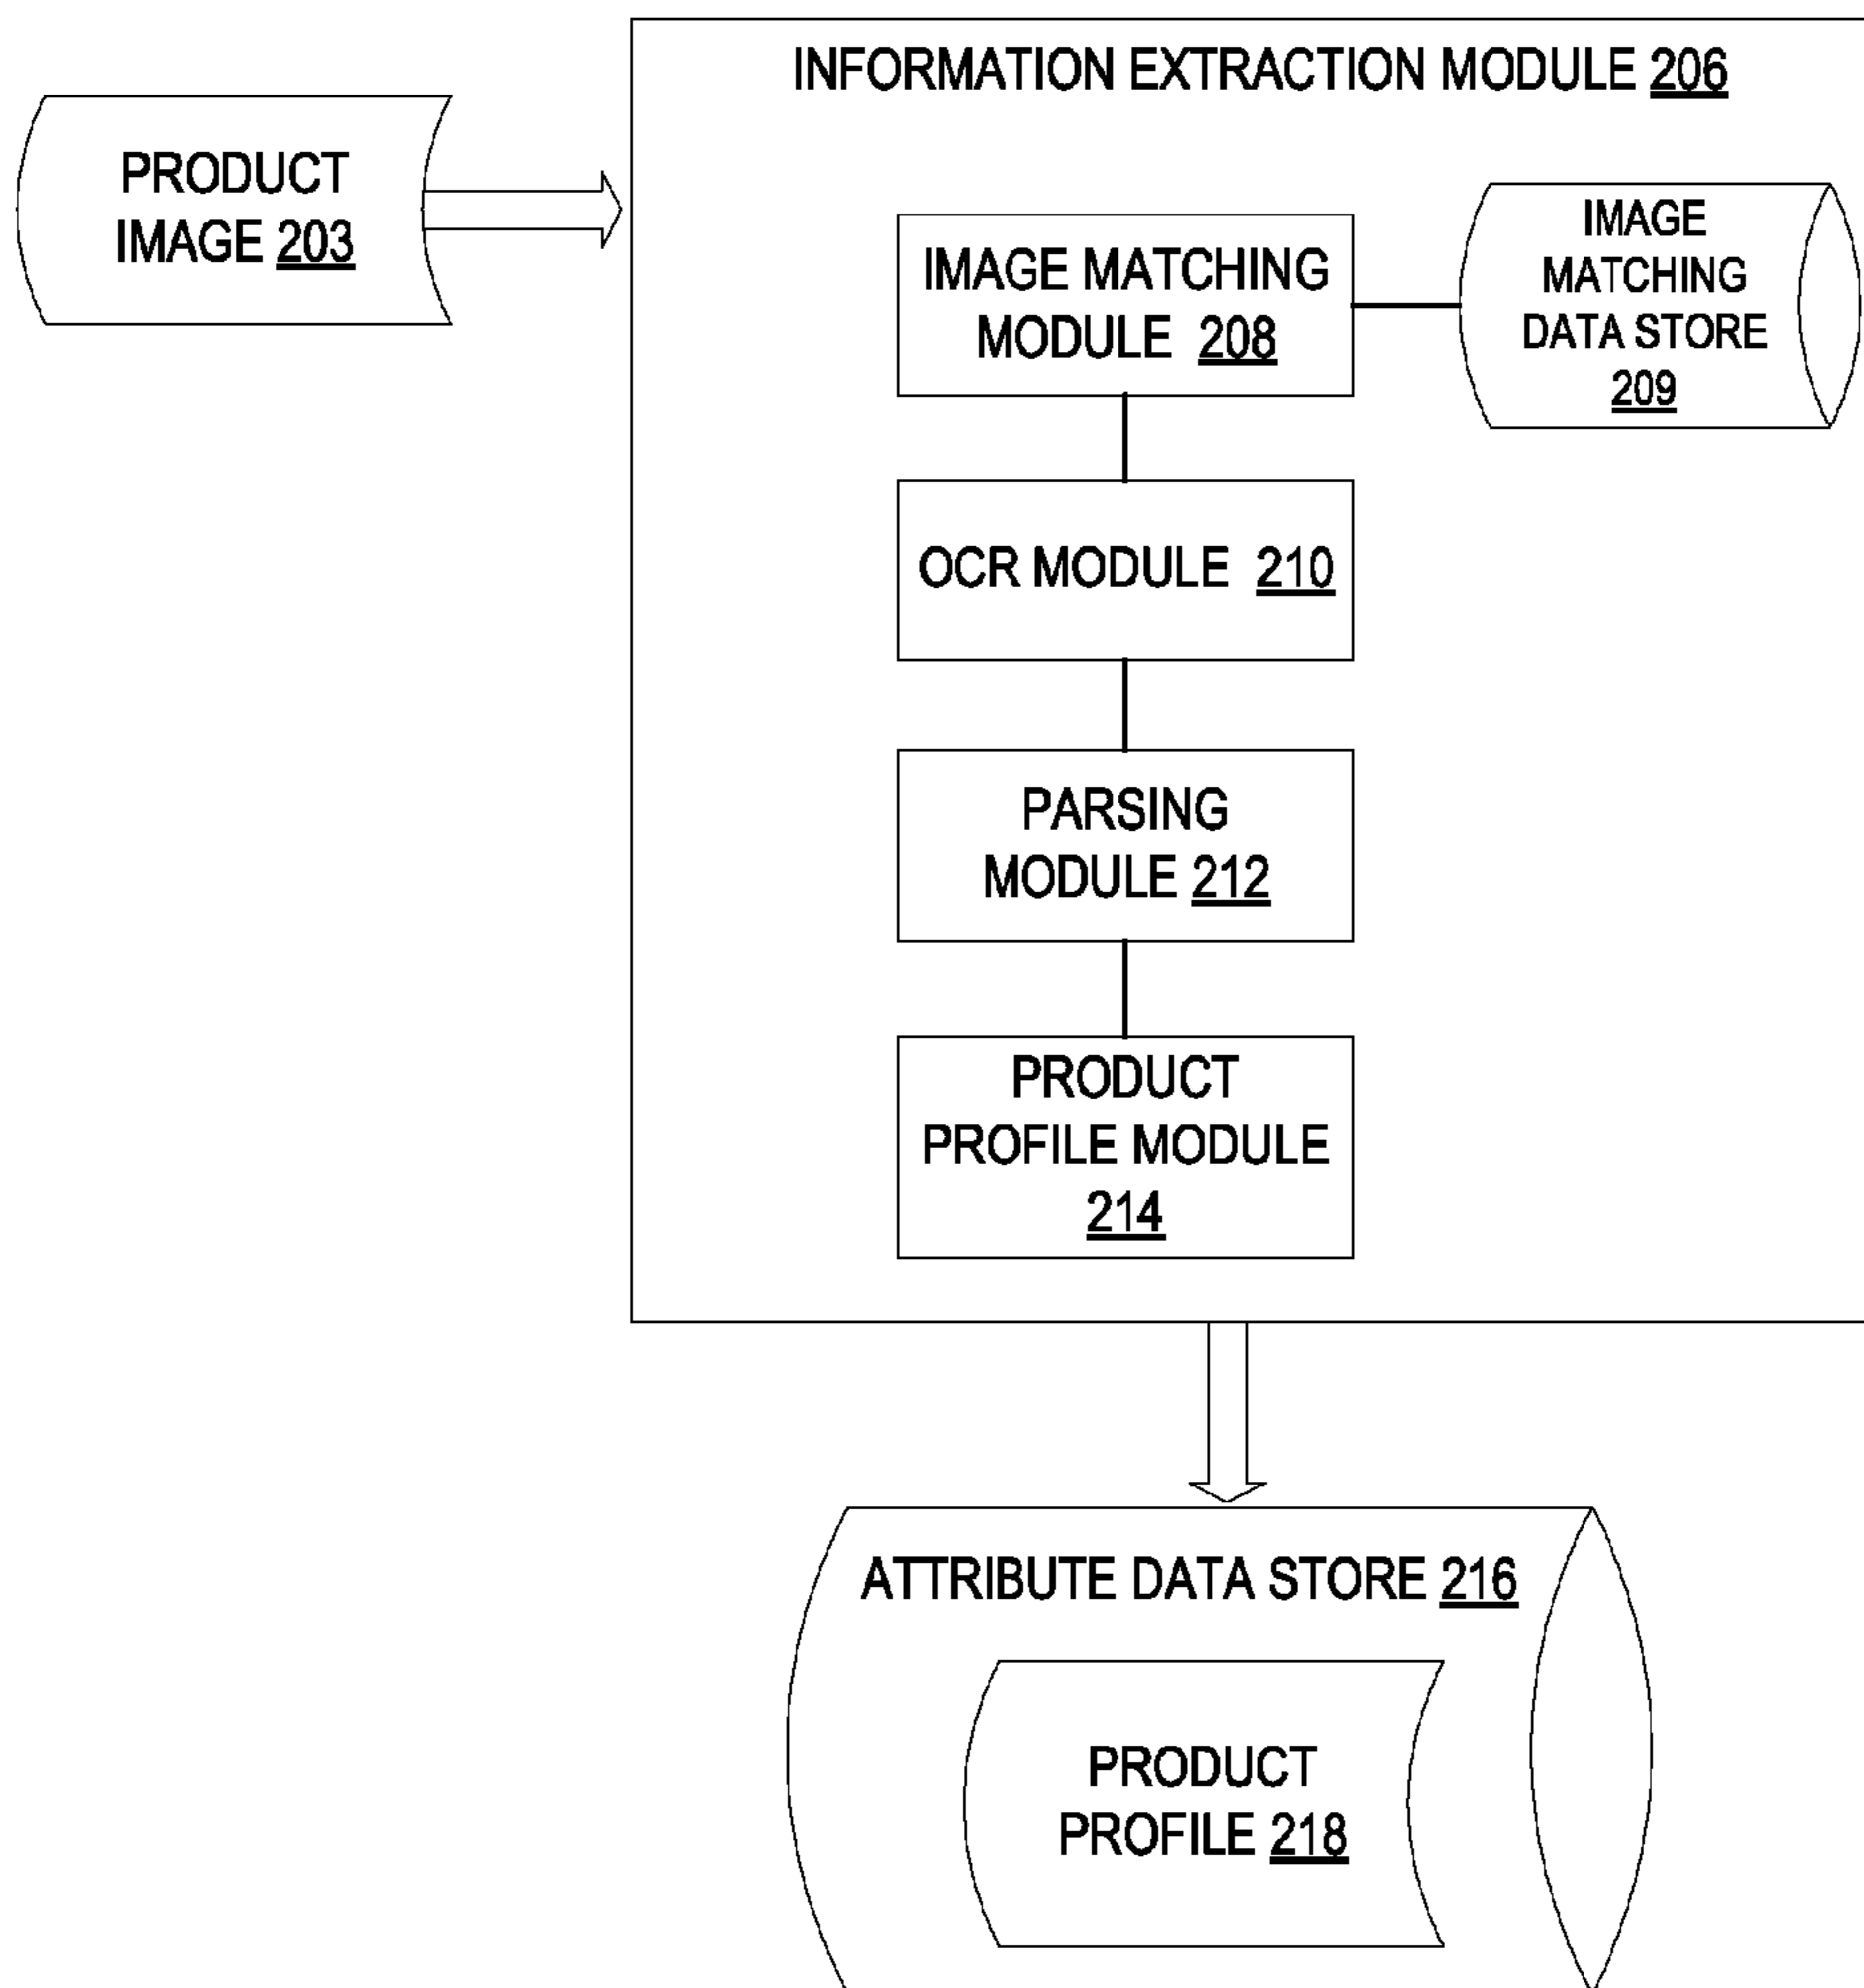 INFORMATION EXTRACTION MODULE 206
PRODUCT
IMAGE 203
IMAGE MATCHING
MODULE 208
IMAGE
MATCHING
DATA STORE
209
OCR MODULE 210
PARSING
MODULE 212
PRODUCT
PROFILE MODULE
214
ATTRIBUTE DATA STORE 216
PRODUCT
PROFILE 218